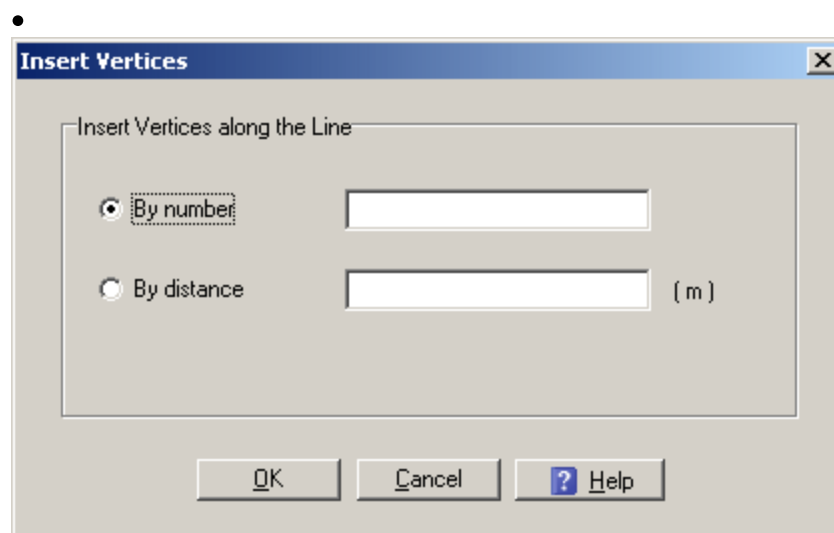 Insert Vertices
Insert Vertices along the Line
By number
By distance ( m )
OK Cancel ? Help